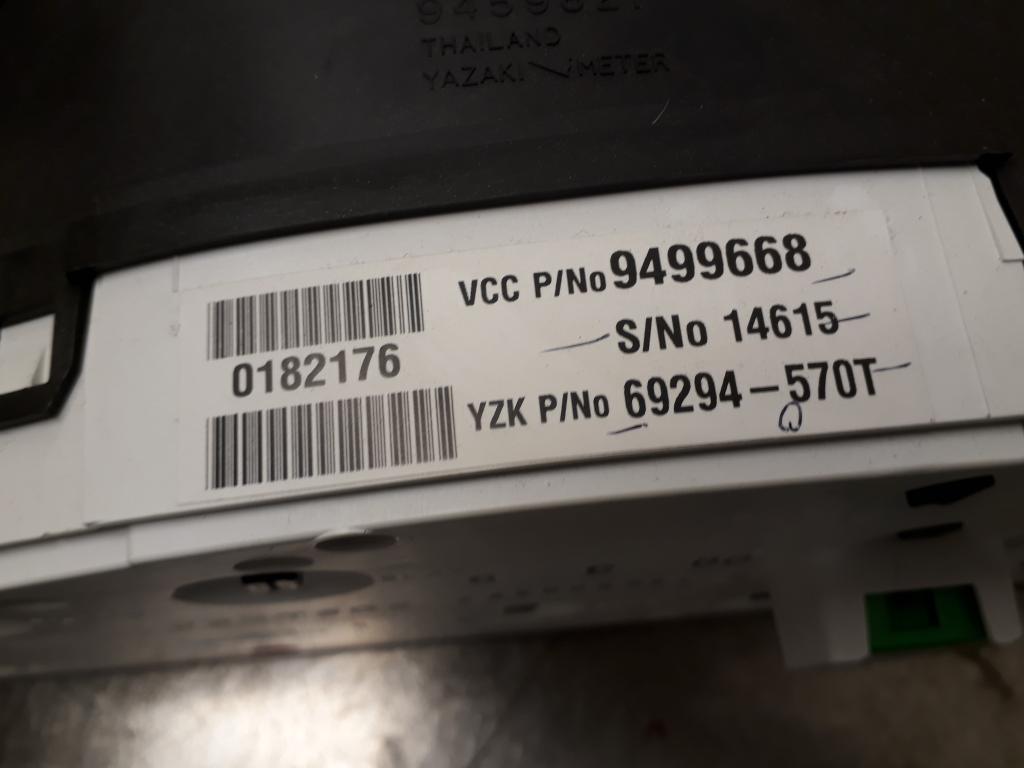 THAILAND
YAZAKI METER
VCC P/No 9499668
S/No 14615
0182176
YZK P/No 69294-570T